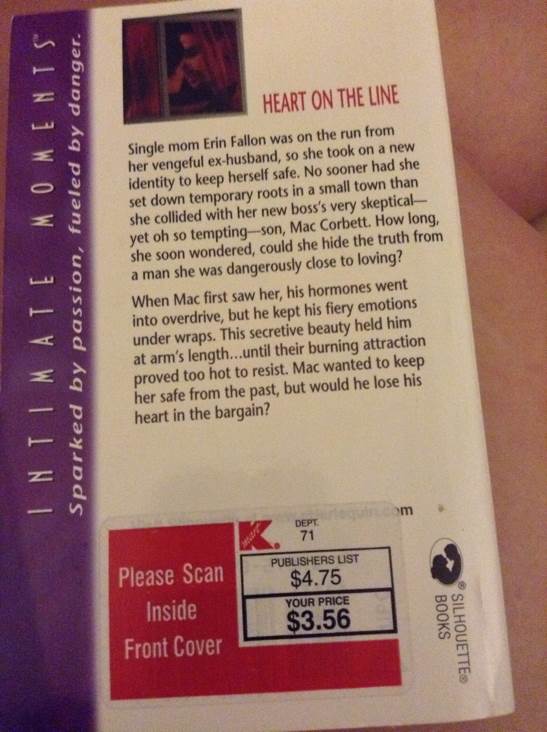 INTIMATE MOMENTS™
Sparked by passion, fueled by danger.
HEART ON THE LINE
Single mom Erin Fallon was on the run from
her vengeful ex-husband, so she took on a new
identity to keep herself safe. No sooner had she
set down temporary roots in a small town than
she collided with her new boss's very skeptical—
yet oh so tempting—son, Mac Corbett. How long,
she soon wondered, could she hide the truth from
a man she was dangerously close to loving?
When Mac first saw her, his hormones went
into overdrive, but he kept his fiery emotions
under wraps. This secretive beauty held him
at arm's length...until their burning attraction
proved too hot to resist. Mac wanted to keep
her safe from the past, but would he lose his
heart in the bargain?
K
DEPT.
71
Please Scan
Inside
Front Cover
PUBLISHERS LIST
$4.75
YOUR PRICE
$3.56
SILHOUETTE®
BOOKS